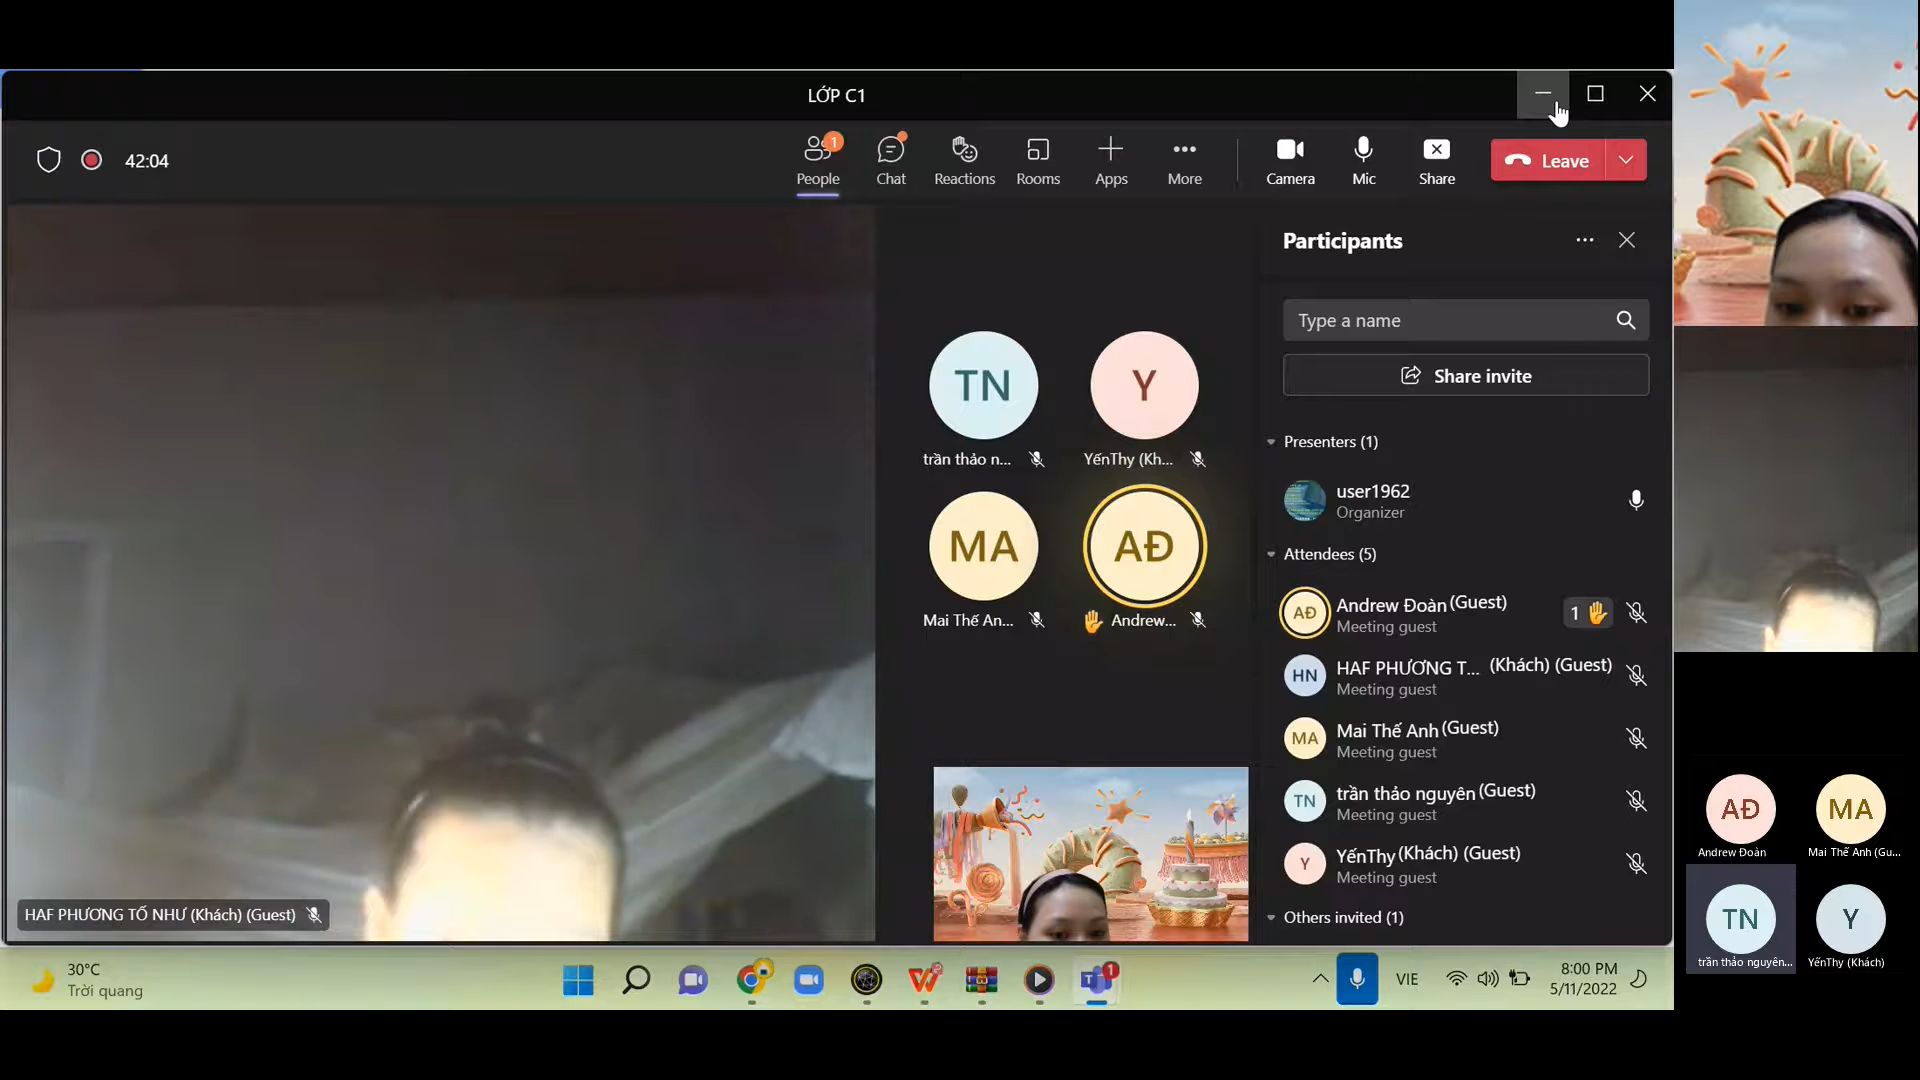 LỚP C1
42:04
1
People
Chat
Reactions
Rooms
Apps
More
Camera
Mic
Share
Leave
Participants
Type a name
Share invite
Presenters (1)
user1962
Organizer
Attendees (5)
AĐ
Andrew Đoàn (Guest)
Meeting guest
1
HN
HAF PHƯƠNG T... (Khách) (Guest)
Meeting guest
MA
Mai Thế Anh (Guest)
Meeting guest
TN
trần thảo nguyên (Guest)
Meeting guest
Y
YếnThy (Khách) (Guest)
Meeting guest
Others invited (1)
TN
Y
trần thảo n...
YếnThy (Kh...
MA
AĐ
Mai Thế An...
Andrew...
HAF PHƯƠNG TỐ NHƯ (Khách) (Guest)
AĐ
MA
Andrew Đoàn
Mai Thế Anh (Gu...
TN
Y
trần thảo nguyên...
YếnThy (Khách)
30°C
Trời quang
1
VIE
8:00 PM
5/11/2022